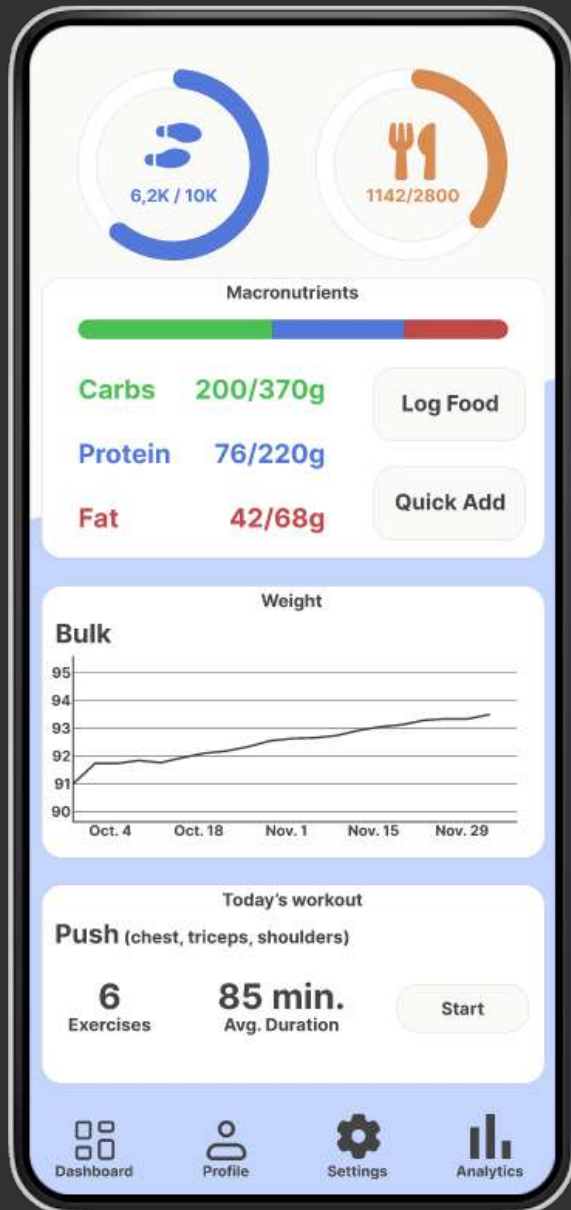 6,2K / 10K
1142/2800
Macronutrients
Carbs 200/370g
Log Food
Protein 76/220g
Quick Add
Fat 42/68g
Weight
Bulk
95
94
93
92
91
90
Oct. 4 Oct. 18 Nov. 1 Nov. 15 Nov. 29
Today's workout
Push (chest, triceps, shoulders)
6 85 min.
Exercises Avg. Duration
Start
Dashboard Profile Settings Analytics